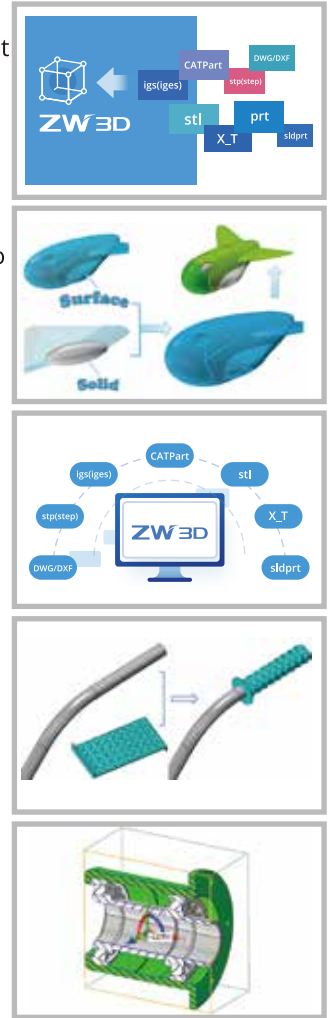 t
CATPart
DWG/DXF
igs(iges)
stp(step)
ZW3D
stl
prt
X_T
sldprt
o
Surface
Solid
CATPart
igs(iges)
stl
stp(step)
X_T
ZW3D
DWG/DXF
sldprt